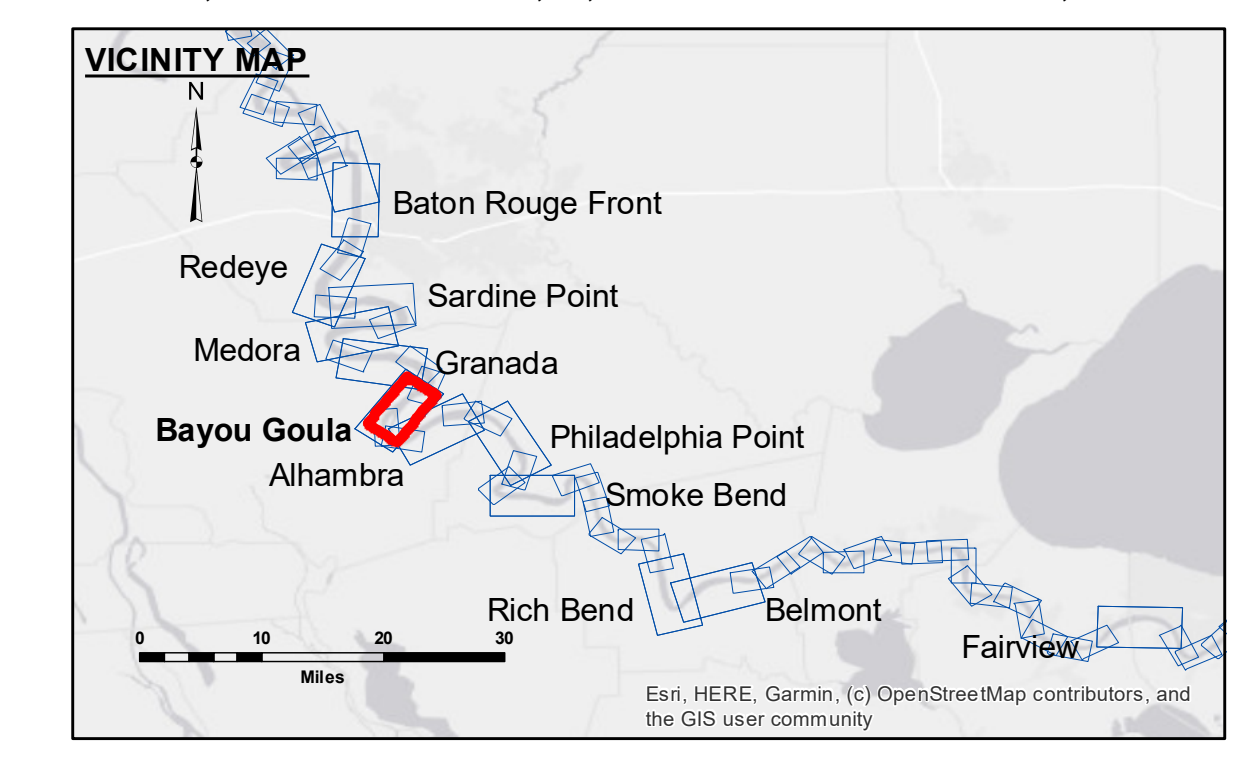 VICINITY MAP
N
Baton Rouge Front
Redeye
Sardine Point
Medora
Granada
Bayou Goula
Philadelphia Point
Alhambra
Smoke Bend
Rich Bend
Belmont
Fairview
0 10 20 30
Miles
Esri, HERE, Garmin, (c) OpenStreetMap contributors, and
the GIS user community